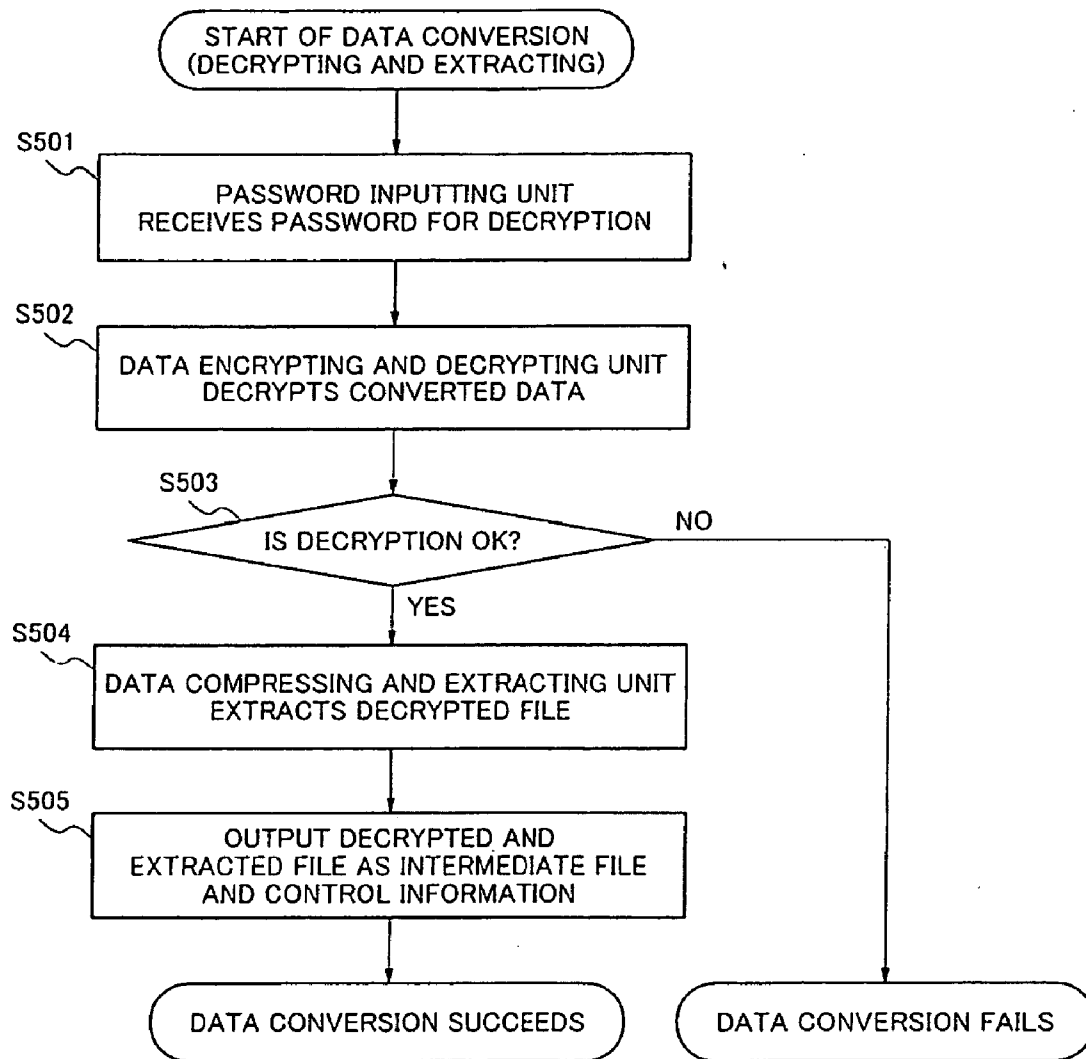 START OF DATA CONVERSION
(DECRYPTING AND EXTRACTING)
S501
PASSWORD INPUTTING UNIT
RECEIVES PASSWORD FOR DECRYPTION
S502
DATA ENCRYPTING AND DECRYPTING UNIT
DECRYPTS CONVERTED DATA
S503
IS DECRYPTION OK?
NO
YES
S504
DATA COMPRESSING AND EXTRACTING UNIT
EXTRACTS DECRYPTED FILE
S505
OUTPUT DECRYPTED AND
EXTRACTED FILE AS INTERMEDIATE FILE
AND CONTROL INFORMATION
DATA CONVERSION SUCCEEDS
DATA CONVERSION FAILS